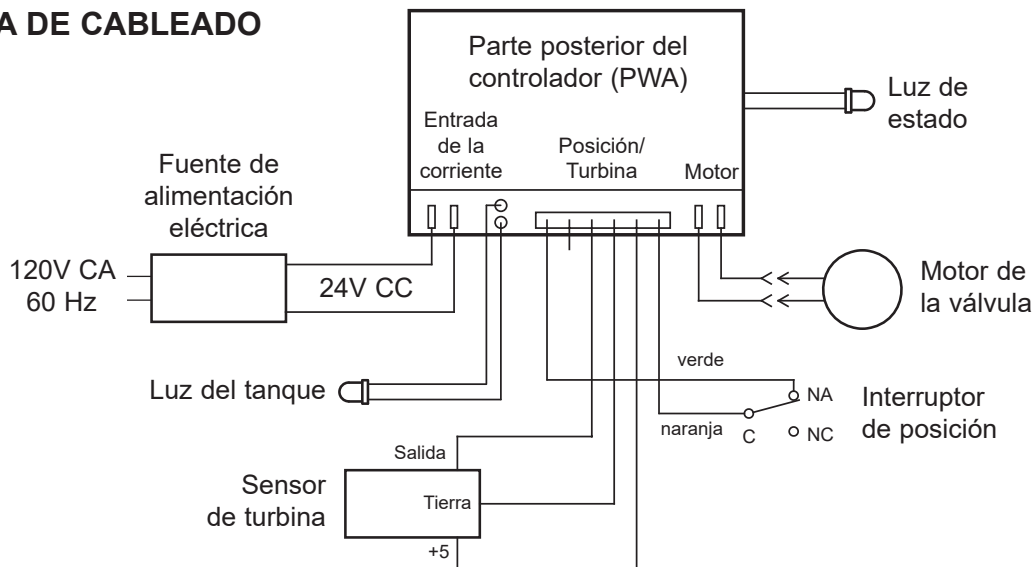 A DE CABLEADO
Parte posterior del
controlador (PWA)
Luz de
estado
Entrada
de la
corriente
Posición/
Turbina
Motor
Fuente de
alimentación
eléctrica
120V CA
60 Hz
24V CC
Motor de
la válvula
Luz del tanque
verde
naranja
NA
C
NC
Interruptor
de posición
Salida
Sensor
de turbina
Tierra
+5